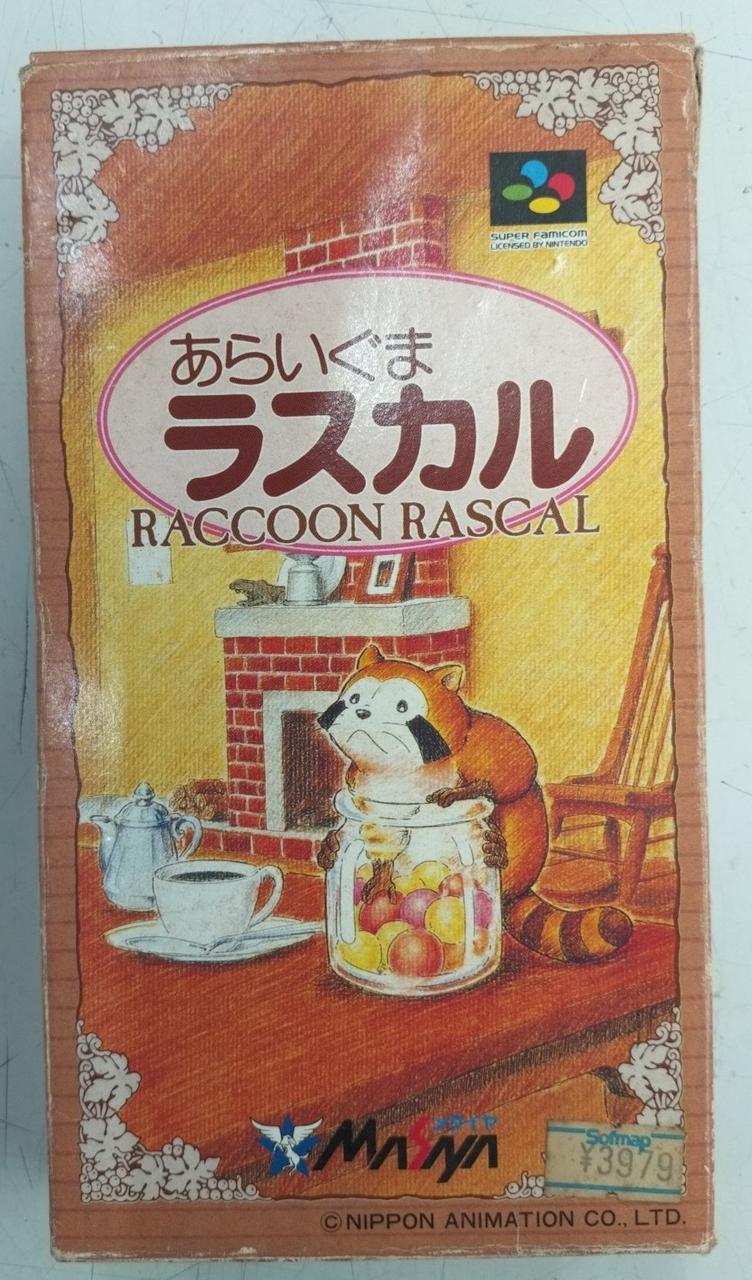 SUPER FAMICOM
LICENSED BY NINTENDO
あらいぐま
ラスカル
RACCOON RASCAL
メサイヤ
MASAYA
Sofmap
¥3979
©NIPPON ANIMATION CO., LTD.